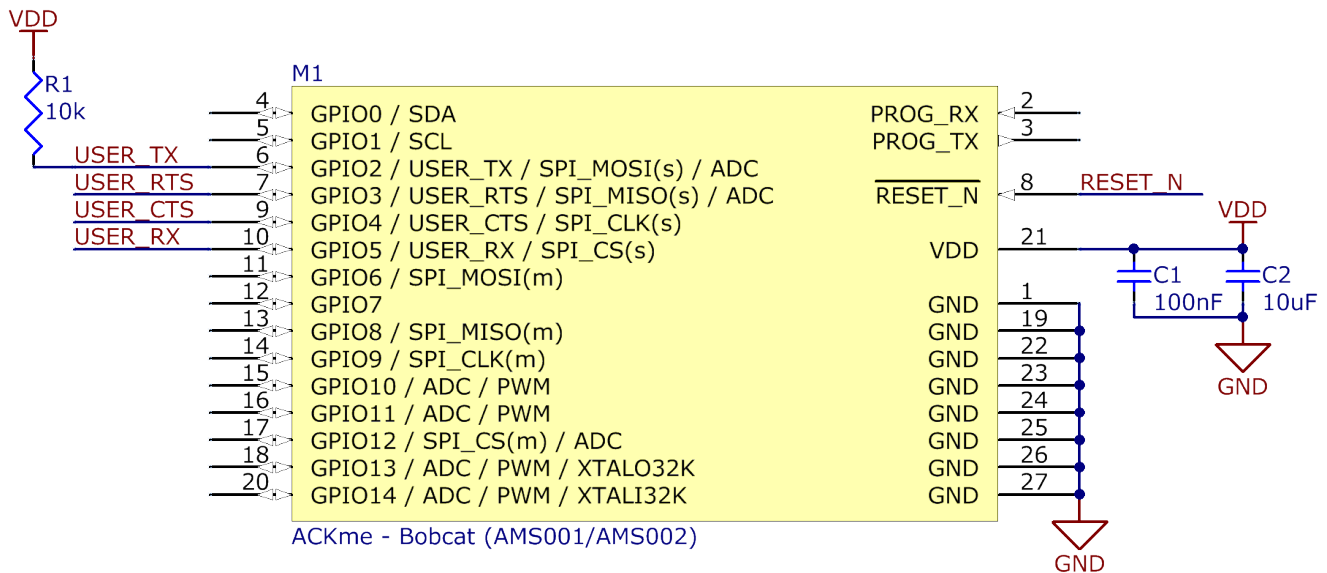 VDD
R1
10k
M1
4 GPIO0 / SDA
5 GPIO1 / SCL
USER_TX 6 GPIO2 / USER_TX / SPI_MOSI(s) / ADC
USER_RTS 7 GPIO3 / USER_RTS / SPI_MISO(s) / ADC
USER_CTS 9 GPIO4 / USER_CTS / SPI_CLK(s)
USER_RX 10 GPIO5 / USER_RX / SPI_CS(s)
11 GPIO6 / SPI_MOSI(m)
12 GPIO7
13 GPIO8 / SPI_MISO(m)
14 GPIO9 / SPI_CLK(m)
15 GPIO10 / ADC / PWM
16 GPIO11 / ADC / PWM
17 GPIO12 / SPI_CS(m) / ADC
18 GPIO13 / ADC / PWM / XTALO32K
20 GPIO14 / ADC / PWM / XTALI32K
PROG_RX 2
PROG_TX 3
RESET_N 8 RESET_N
VDD 21
GND 1
GND 19
GND 22
GND 23
GND 24
GND 25
GND 26
GND 27
GND
VDD
C1
100nF
C2
10uF
GND
ACKme - Bobcat (AMS001/AMS002)